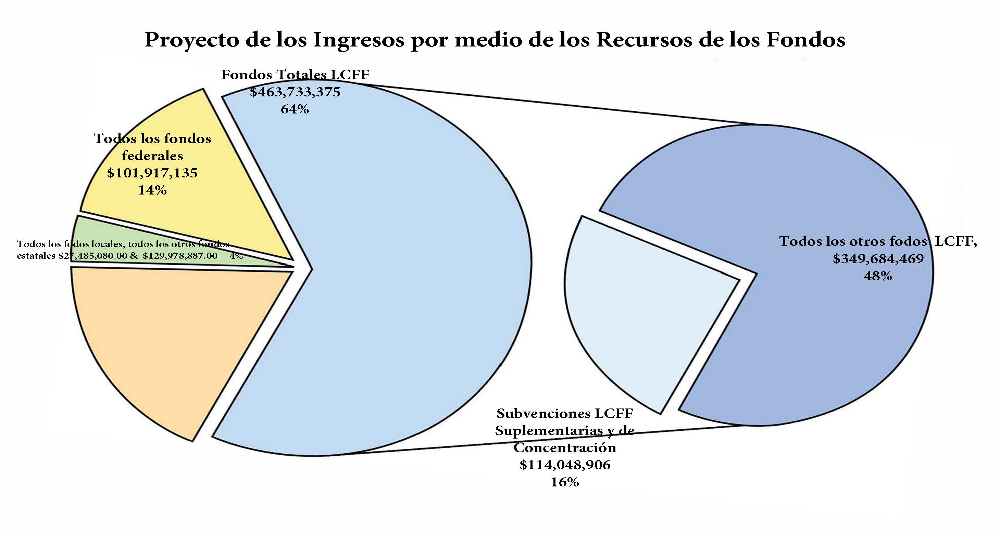 Proyecto de los Ingresos por medio de los Recursos de los Fondos
Fondos Totales LCFF
$463,733,375
64%
Todos los fondos
federales
$101,917,135
14%
Todos los fodos locales, todos los otros fondos
estatales $27,485,080.00 & $129,978,887.00 4%
Todos los otros fodos LCFF,
$349,684,469
48%
Subvenciones LCFF
Suplementarias y de
Concentración
$114,048,906
16%